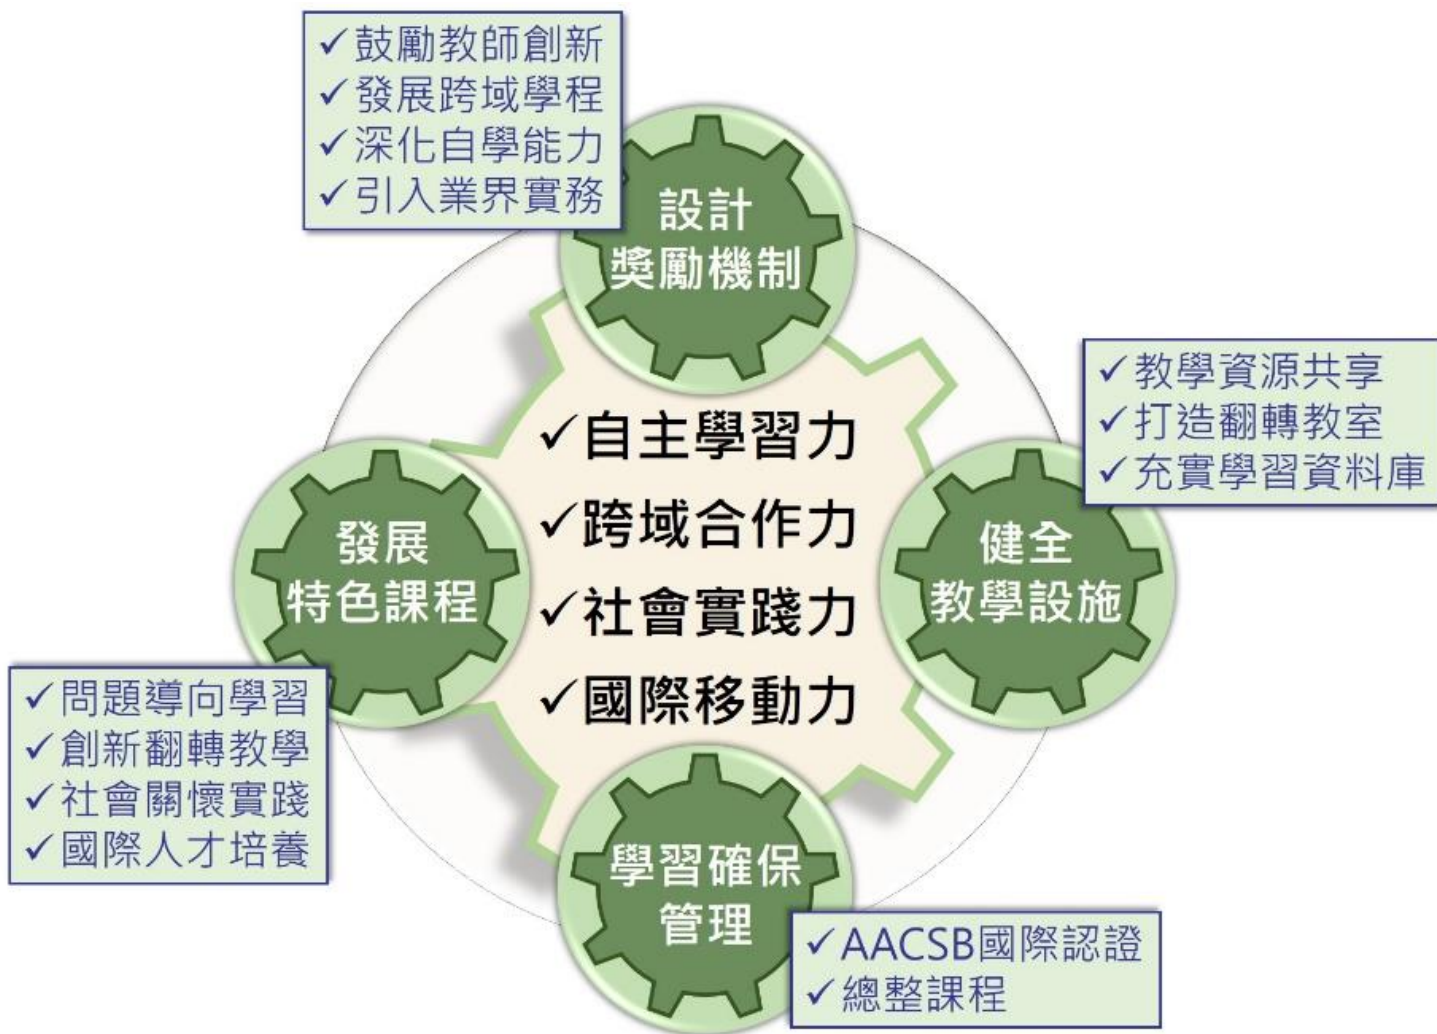 ✓鼓勵教師創新
✓發展跨域學程
✓深化自學能力
✓引入業界實務
設計
獎勵機制
✓教學資源共享
✓打造翻轉教室
✓充實學習資料庫
健全
教學設施
✓自主學習力
✓跨域合作力
✓社會實踐力
✓國際移動力
發展
特色課程
✓問題導向學習
✓創新翻轉教學
✓社會關懷實踐
✓國際人才培養
學習確保
管理
✓AACSB國際認證
✓總整課程